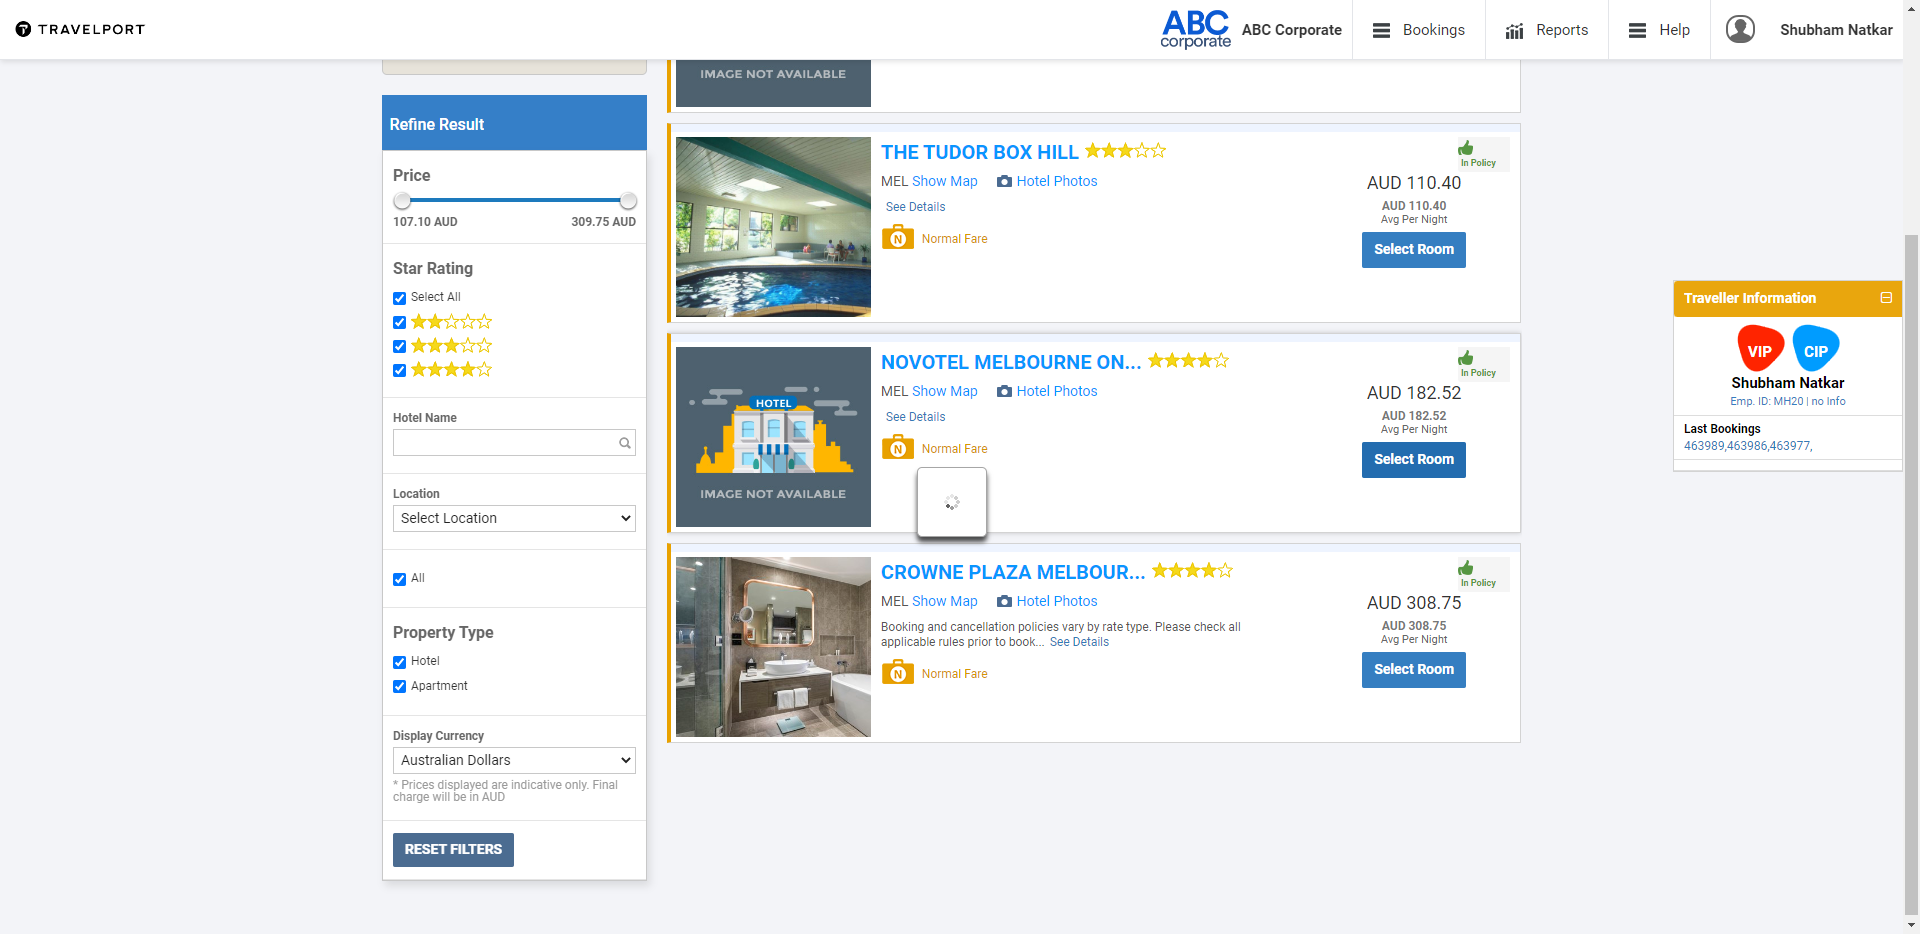 TRAVELPORT
ABC
corporate
ABC Corporate
Bookings
Reports
Help
Shubham Natkar
Refine Result
Price
107.10 AUD
309.75 AUD
Star Rating
Select All
Hotel Name
Location
Select Location
All
Property Type
Hotel
Apartment
Display Currency
Australian Dollars
* Prices displayed are indicative only. Final
charge will be in AUD
RESET FILTERS
IMAGE NOT AVAILABLE
THE TUDOR BOX HILL
MEL Show Map
Hotel Photos
See Details
N
Normal Fare
In Policy
AUD 110.40
AUD 110.40
Avg Per Night
Select Room
HOTEL
IMAGE NOT AVAILABLE
NOVOTEL MELBOURNE ON...
MEL Show Map
Hotel Photos
See Details
N
Normal Fare
In Policy
AUD 182.52
AUD 182.52
Avg Per Night
Select Room
CROWNE PLAZA MELBOUR...
MEL Show Map
Hotel Photos
Booking and cancellation policies vary by rate type. Please check all
applicable rules prior to book... See Details
N
Normal Fare
In Policy
AUD 308.75
AUD 308.75
Avg Per Night
Select Room
Traveller Information
VIP
CIP
Shubham Natkar
Emp. ID: MH20 | no Info
Last Bookings
463989,463986,463977,